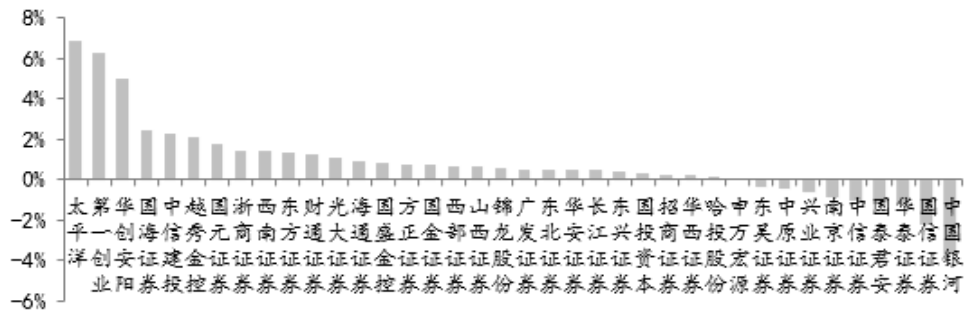 8%
6%
4%
2%
0%
-2%
-4%
-6%
太平洋
第一创业
华创安阳
国海证券
中信建投
越秀金控
国元证券
浙商证券
西南证券
东方证券
财通证券
光大证券
海通证券
国盛金控
方正证券
国金证券
西部证券
山西证券
锦龙股份
广发证券
东北证券
华安证券
长江证券
东兴证券
国投资本
招商证券
华西证券
哈投股份
申万宏源
东吴证券
中原证券
兴业证券
南京证券
中信证券
国泰君安
华泰证券
国信证券
中国银河